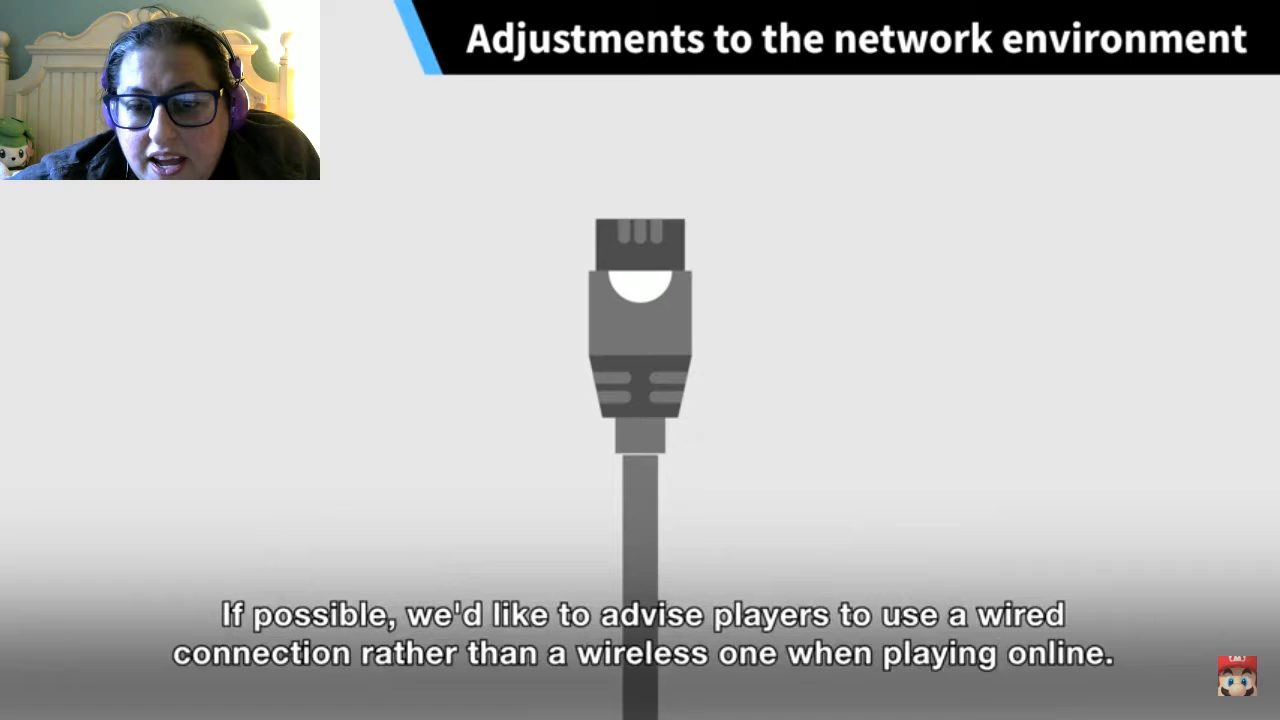 Adjustments to the network environment
If possible, we'd like to advise players to use a wired
connection rather than a wireless one when playing online.